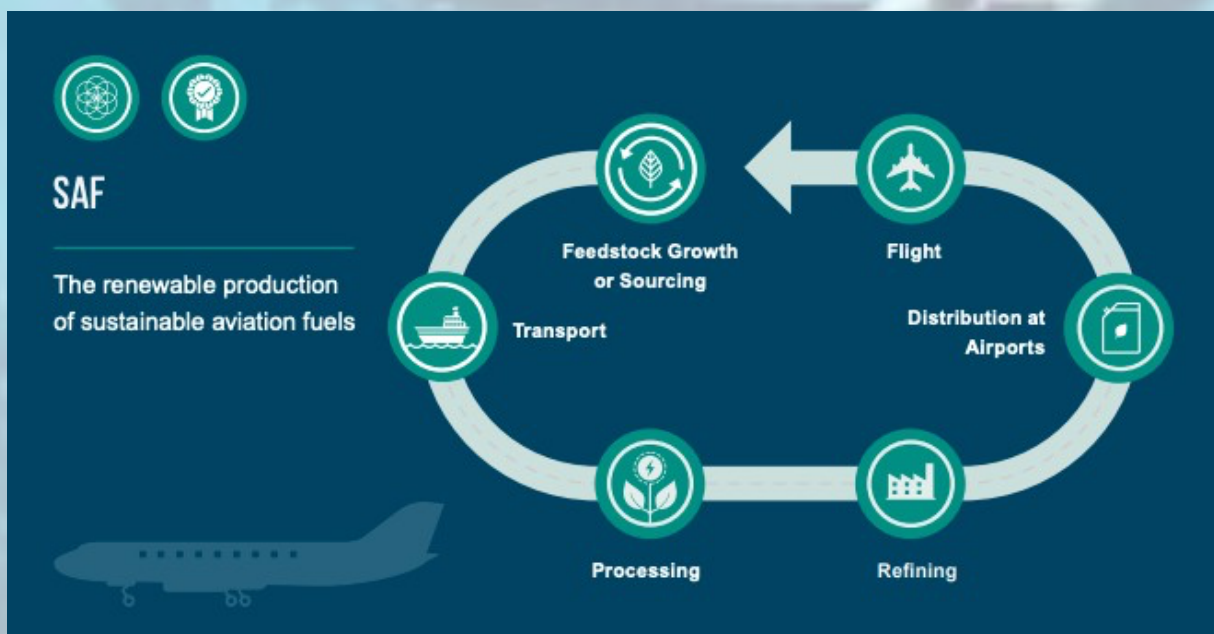 SAF
The renewable production
of sustainable aviation fuels
Feedstock Growth
or Sourcing
Flight
Transport
Distribution at
Airports
Processing
Refining